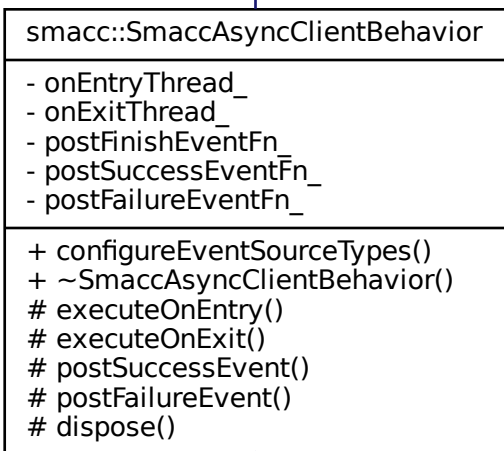 smacc::SmaccAsyncClientBehavior
- onEntryThread_
- onExitThread_
- postFinishEventFn_
- postSuccessEventFn_
- postFailureEventFn_
+ configureEventSourceTypes()
+ ~SmaccAsyncClientBehavior()
# executeOnEntry()
# executeOnExit()
# postSuccessEvent()
# postFailureEvent()
# dispose()